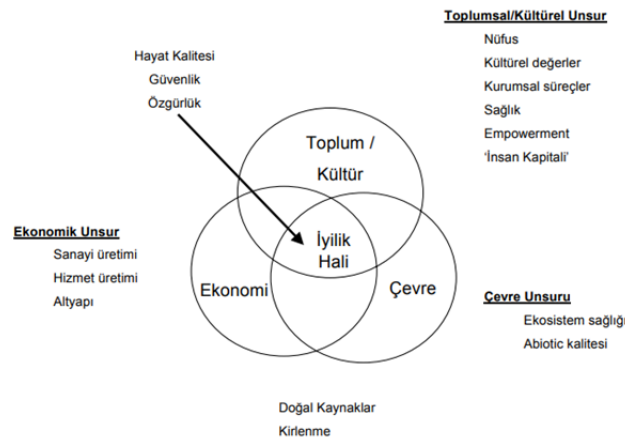 Toplumsal/Kültürel Unsur
Nüfus
Kültürel değerler
Kurumsal süreçler
Sağlık
Empowerment
‘İnsan Kapitali’
Hayat Kalitesi
Güvenlik
Özgürlük
Toplum /
Kültür
İyilik
Hali
Ekonomi
Çevre
Ekonomik Unsur
Sanayi üretimi
Hizmet üretimi
Altyapı
Çevre Unsuru
Ekosistem sağlığı
Abiotic kalitesi
Doğal Kaynaklar
Kirlenme